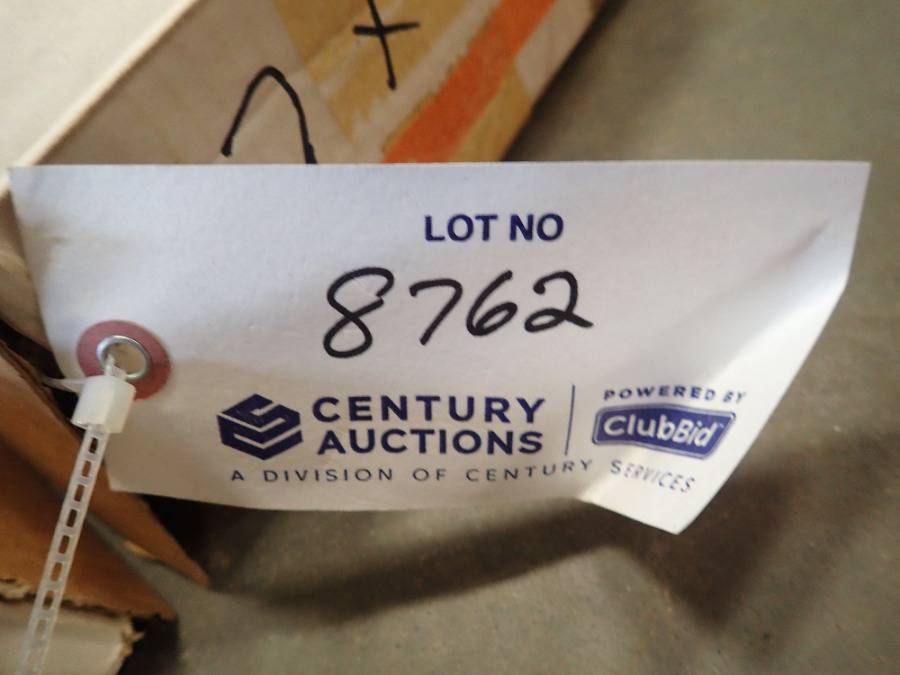 LOT NO
8762
CENTURY
AUCTIONS
A DIVISION OF CENTURY SERVICES
POWERED BY
ClubBid